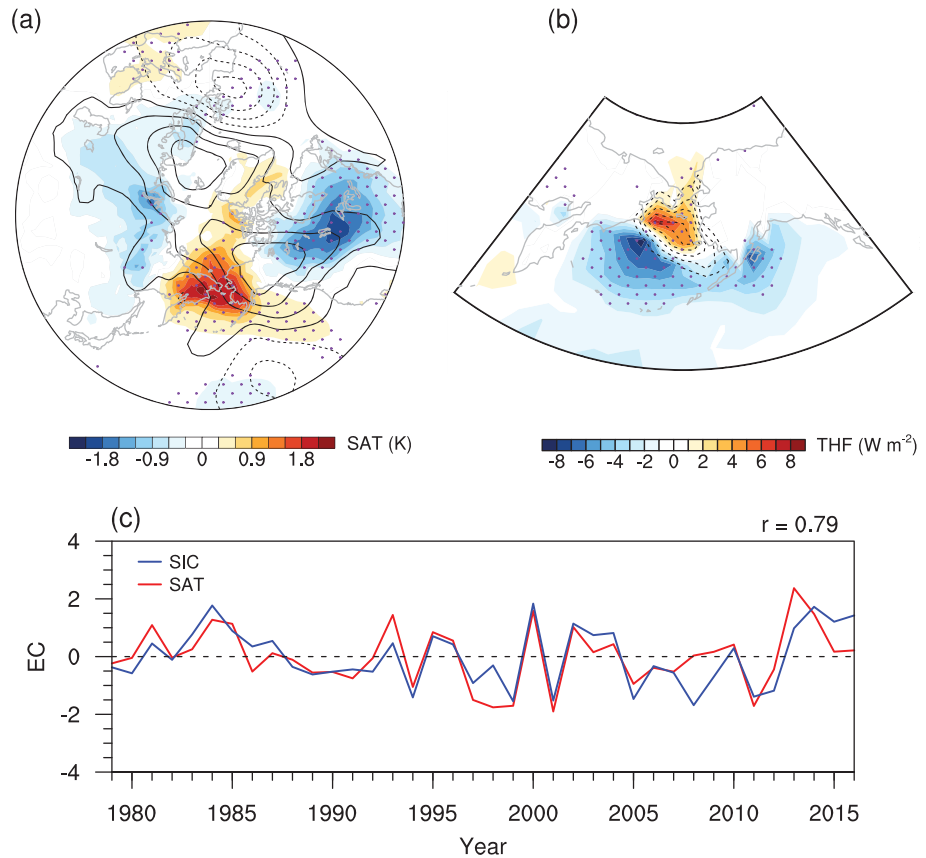 (a)
(b)
-1.8 -0.9 0 0.9 1.8 SAT (K)
-8 -6 -4 -2 0 2 4 6 8 THF (W m-2)
(c)
r = 0.79
SIC
SAT
4
2
0
-2
-4
EC
1980 1985 1990 1995 2000 2005 2010 2015
Year